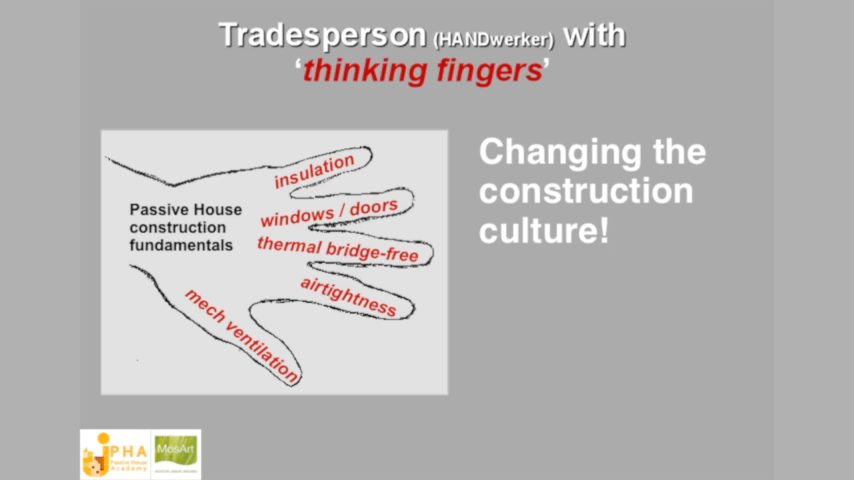 Tradesperson (HANDwerker) with
‘thinking fingers’
insulation
windows / doors
thermal bridge-free
airtightness
mech ventilation
Passive House
construction
fundamentals
Changing the
construction
culture!
PHA
Passive House
Academy
MosArt